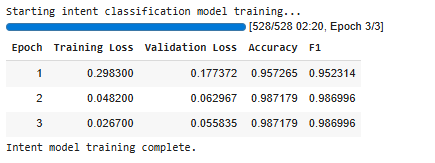 Starting intent classification model training...
[528/528 02:20, Epoch 3/3]
Epoch Training Loss Validation Loss Accuracy F1
1 0.298300 0.177372 0.957265 0.952314
2 0.048200 0.062967 0.987179 0.986996
3 0.026700 0.055835 0.987179 0.986996
Intent model training complete.